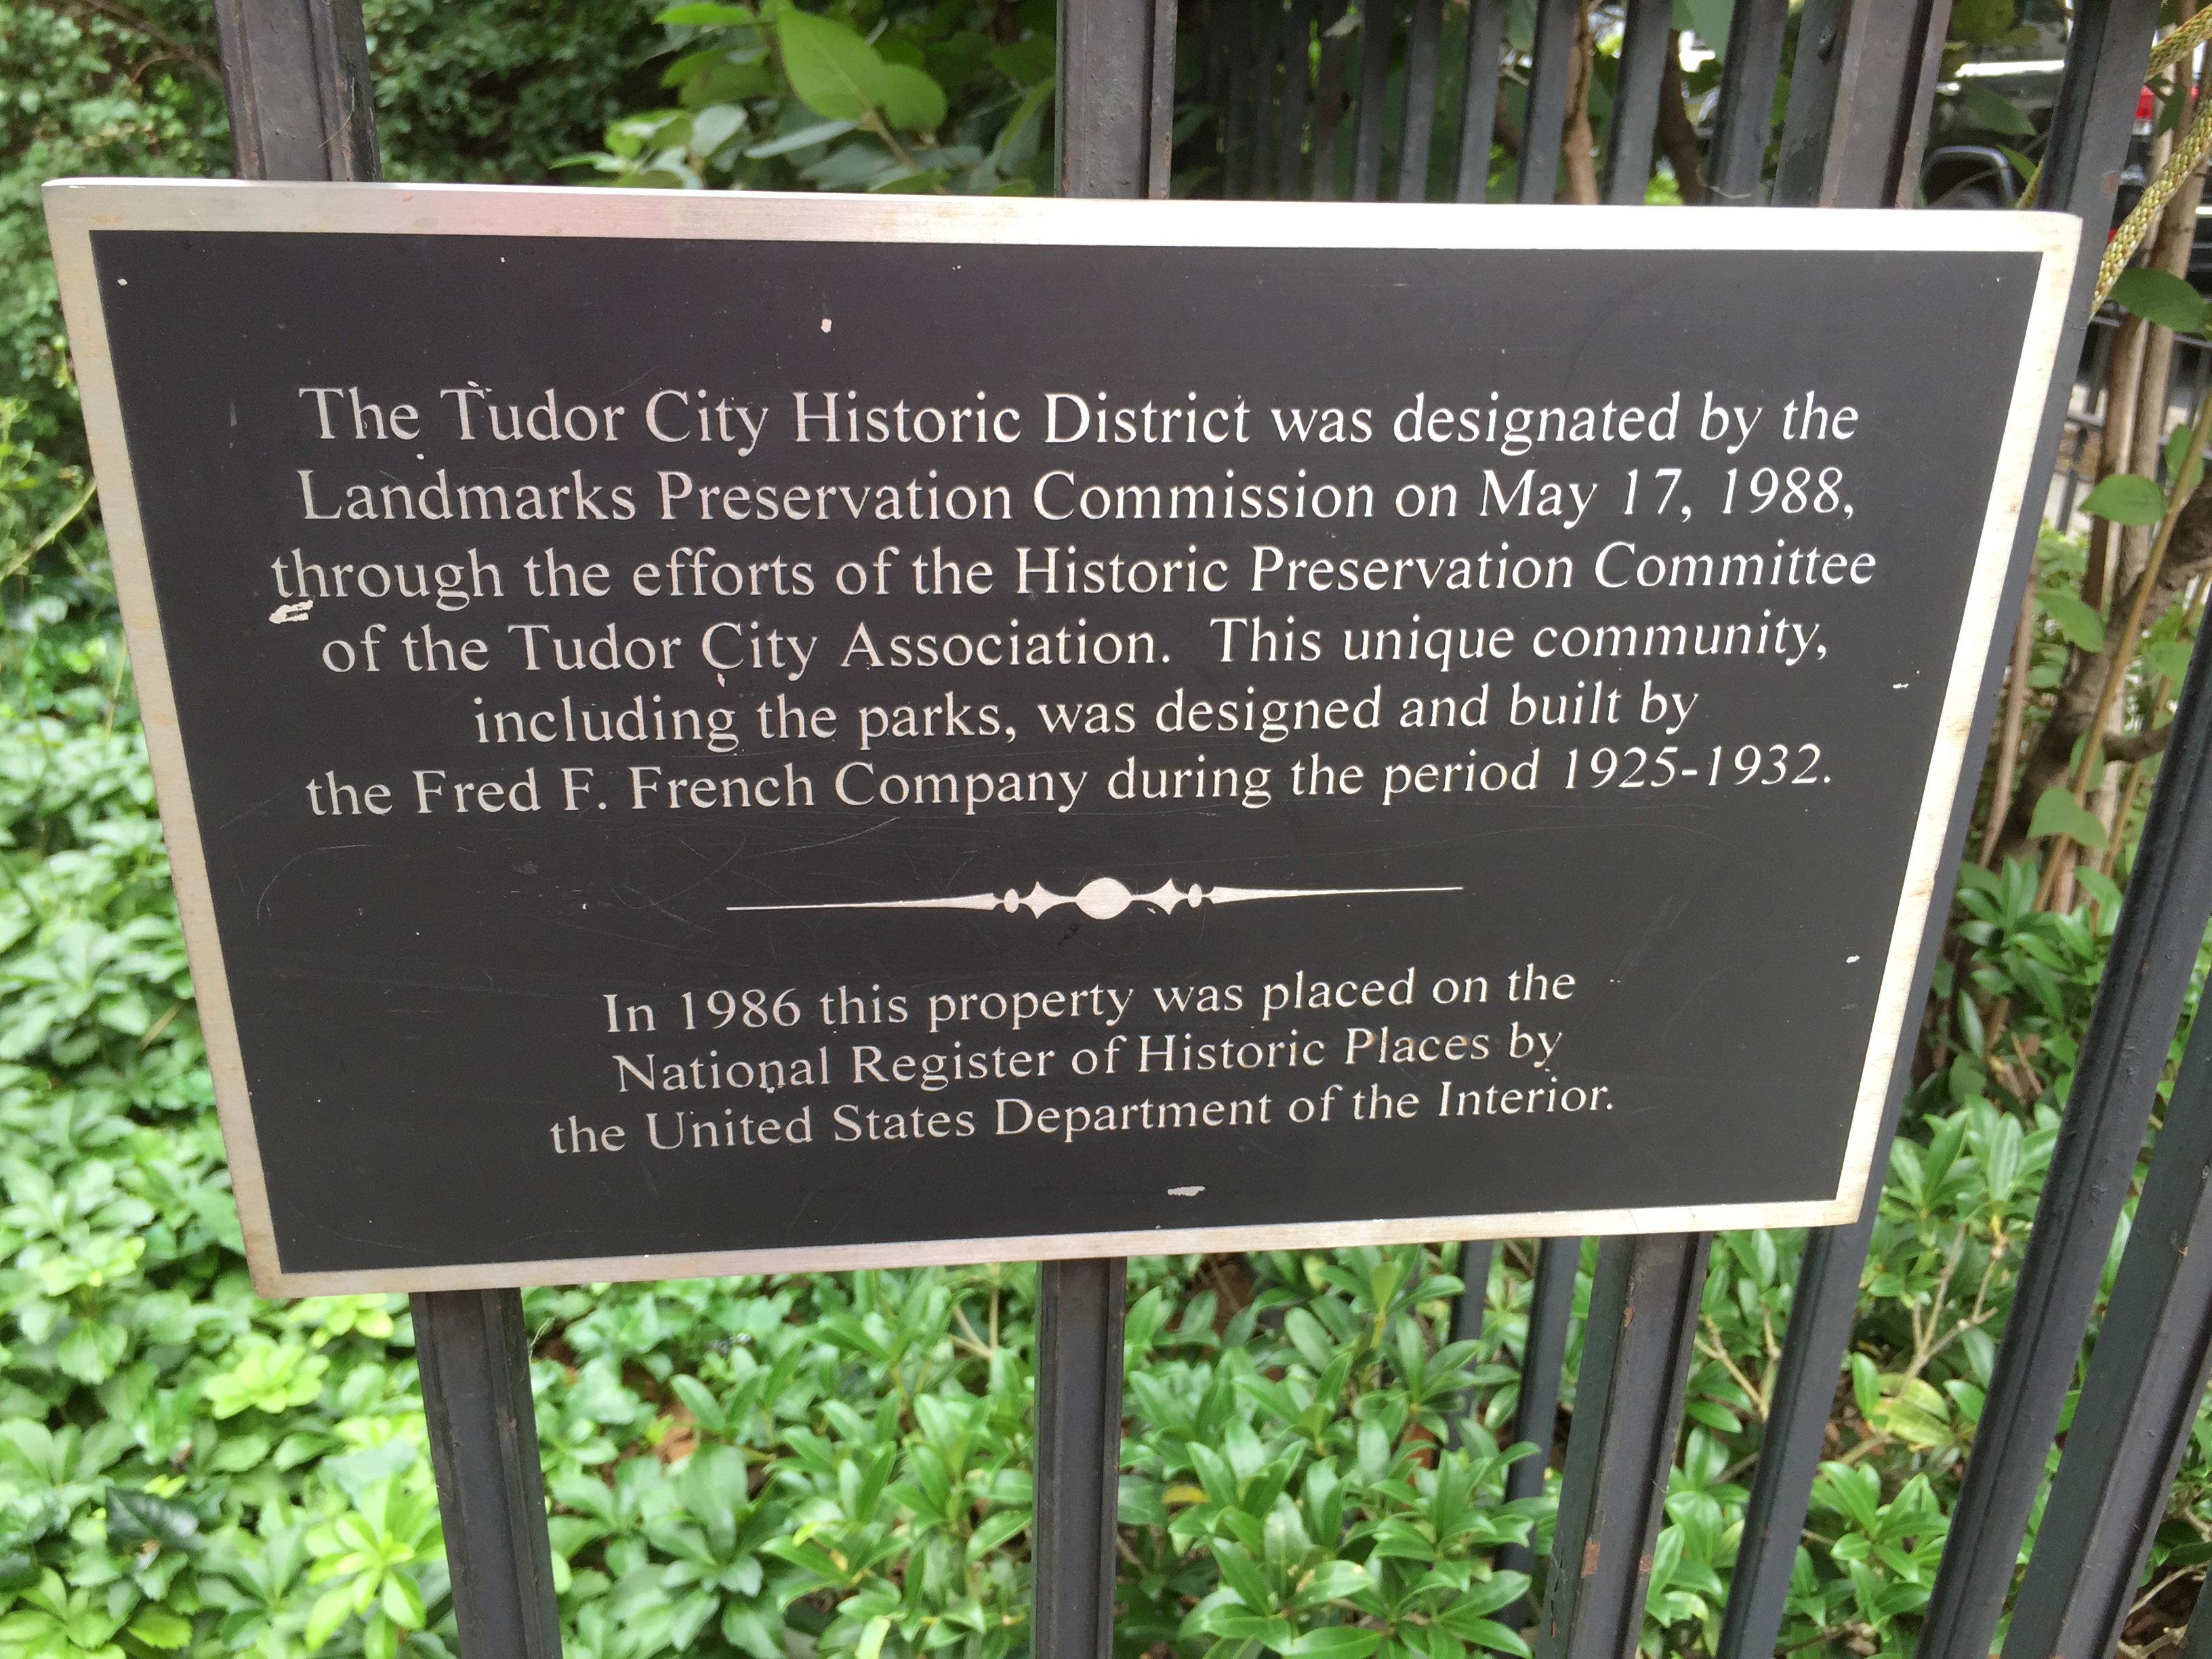 The Tudor City Historic District was designated by the
Landmarks Preservation Commission on May 17, 1988,
through the efforts of the Historic Preservation Committee
of the Tudor City Association. This unique community,
including the parks, was designed and built by
the Fred F. French Company during the period 1925-1932.
In 1986 this property was placed on the
National Register of Historic Places by
the United States Department of the Interior.